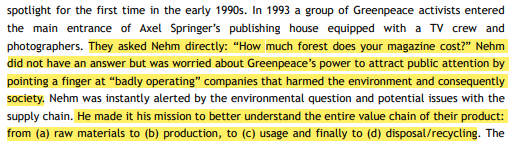 spotlight for the first time in the early 1990s. In 1993 a group of Greenpeace activists entered
the main entrance of Axel Springer’s publishing house equipped with a TV crew and
photographers. They asked Nehm directly: “How much forest does your magazine cost?” Nehm
did not have an answer but was worried about Greenpeace’s power to attract public attention by
pointing a finger at “badly operating” companies that harmed the environment and consequently
society. Nehm was instantly alerted by the environmental question and potential issues with the
supply chain. He made it his mission to better understand the entire value chain of their product:
from (a) raw materials to (b) production, to (c) usage and finally to (d) disposal/recycling. The